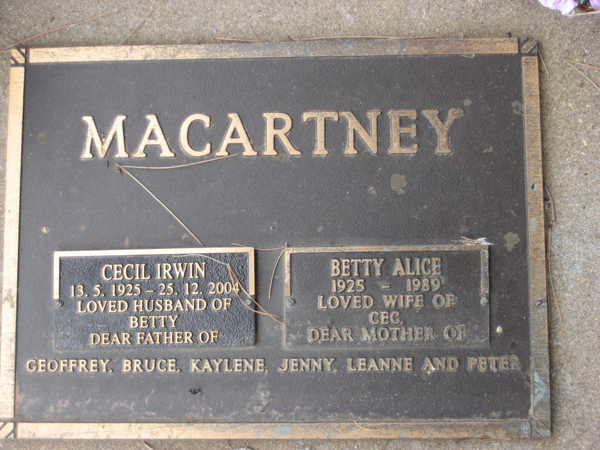 MACARTNEY
CECIL IRWIN
13. 5. 1925 - 25. 12. 2004
LOVED HUSBAND OF
BETTY
DEAR FATHER OF
BETTY ALICE
1925 - 1989
LOVED WIFE OF
CEC,
DEAR MOTHER OF
GEOFFREY, BRUCE, KAYLENE, JENNY, LEANNE AND PETER